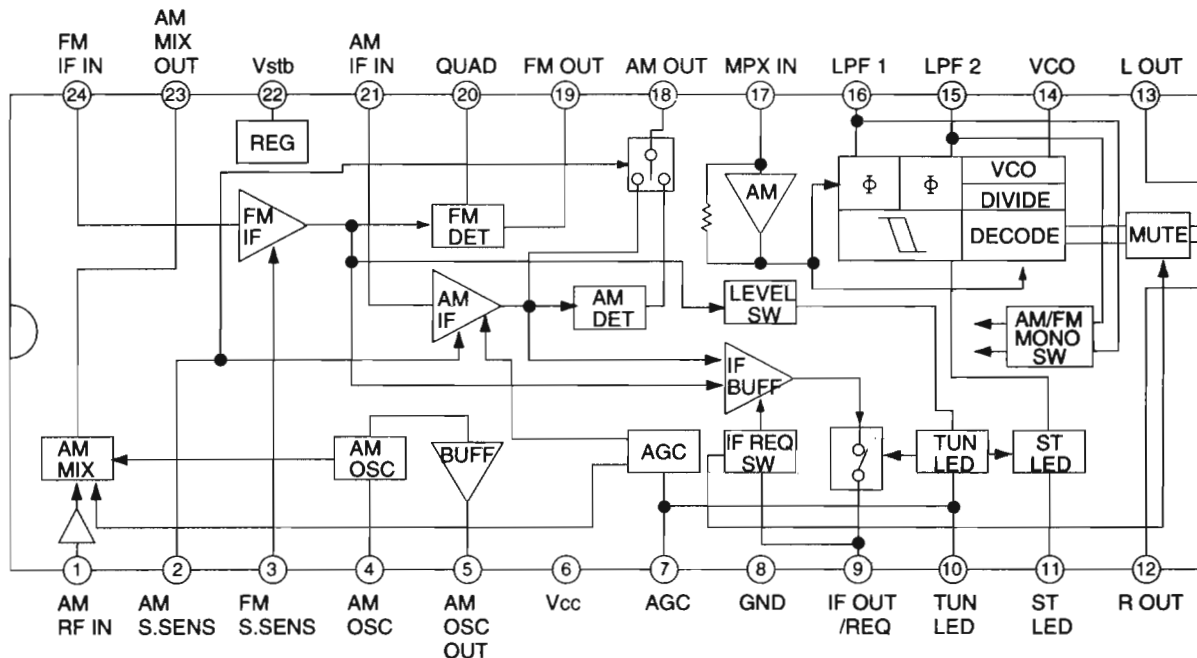 FM
IF IN
AM
MIX
OUT
Vstb
AM
IF IN
QUAD
FM OUT
AM OUT
MPX IN
LPF 1
LPF 2
VCO
L OUT
24
23
22
21
20
19
18
17
16
15
14
13
REG
FM
IF
FM
DET
AM
Φ
Φ
VCO
DIVIDE
DECODE
MUTE
AM
IF
AM
DET
LEVEL
SW
AM/FM
MONO
SW
IF
BUFF
AM
MIX
AM
OSC
BUFF
AGC
IF REQ
SW
TUN
LED
ST
LED
1
2
3
4
5
6
7
8
9
10
11
12
AM
RF IN
AM
S.SENS
FM
S.SENS
AM
OSC
AM
OSC
OUT
Vcc
AGC
GND
IF OUT
/REQ
TUN
LED
ST
LED
R OUT